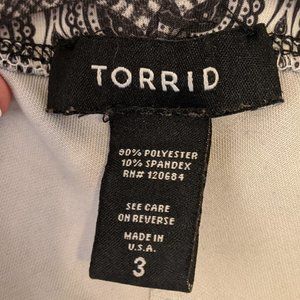 TORRID
90% POLYESTER
10% SPANDEX
RN# 120684
SEE CARE
ON REVERSE
MADE IN
U.S.A.
3